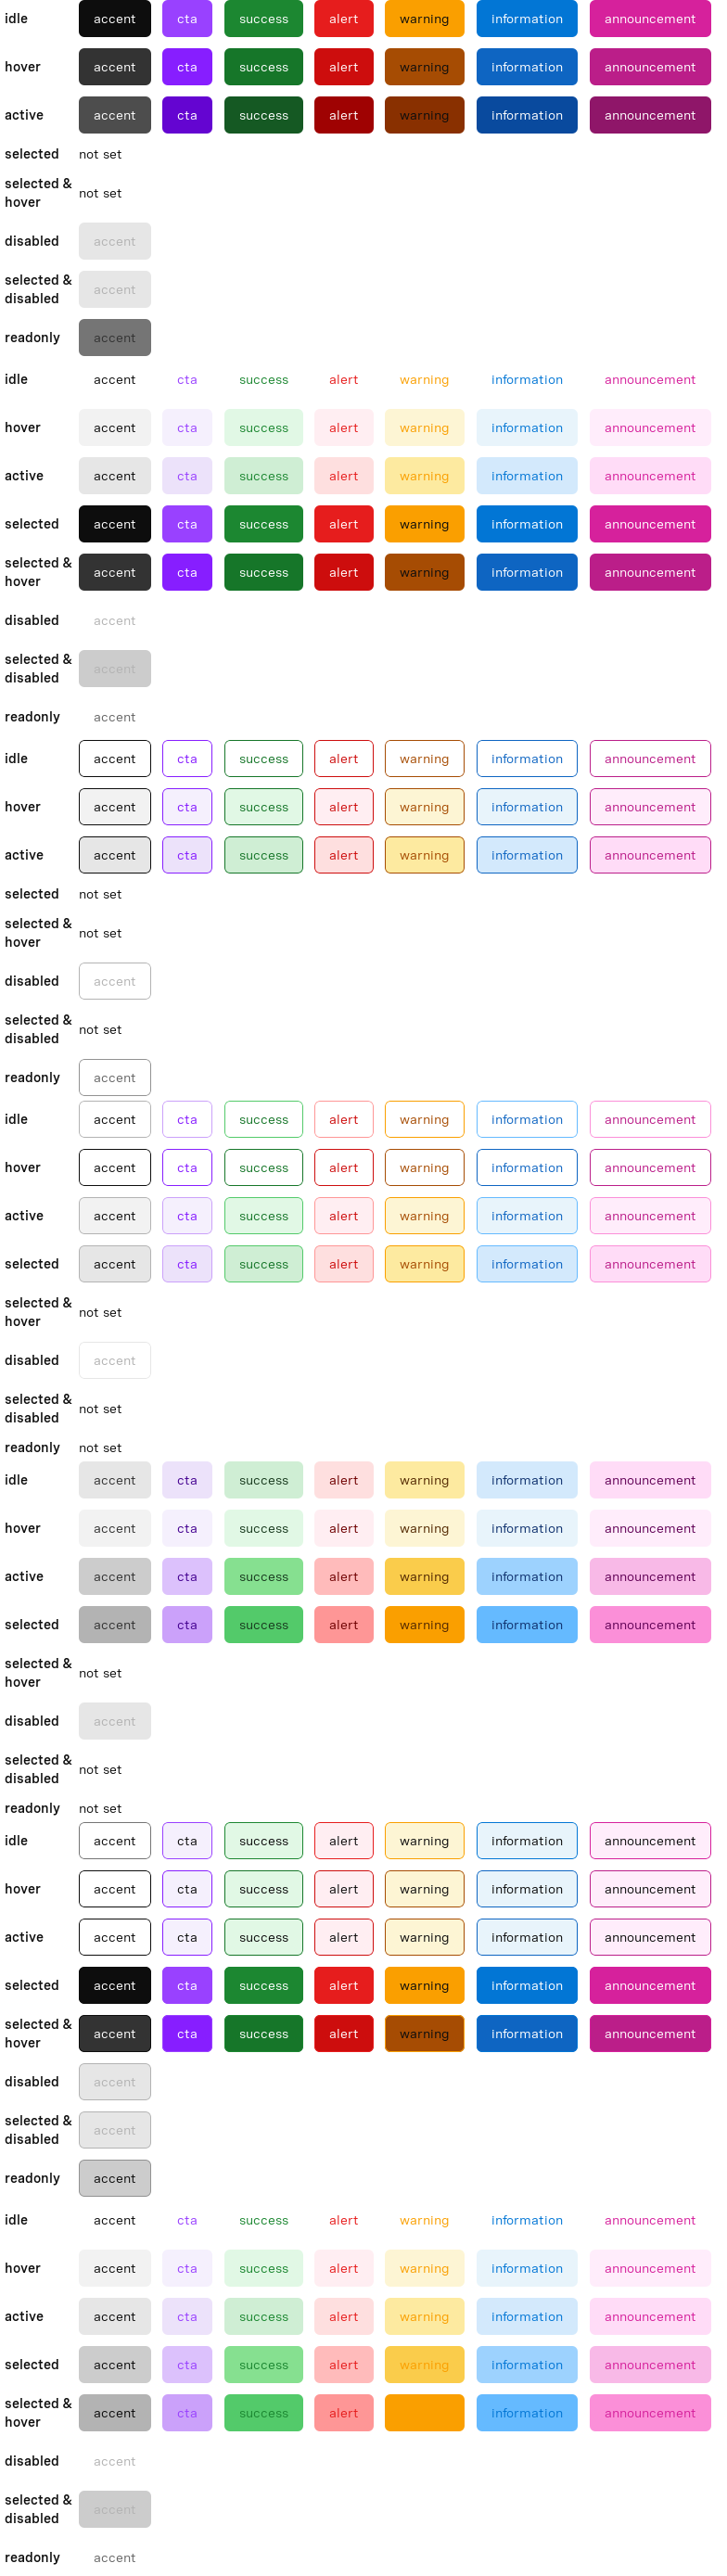 idle accent cta success alert warning information announcement
hover accent cta success alert warning information announcement
active accent cta success alert warning information announcement
selected not set
selected &
hover not set
disabled accent
selected &
disabled accent
readonly accent
idle accent cta success alert warning information announcement
hover accent cta success alert warning information announcement
active accent cta success alert warning information announcement
selected accent cta success alert warning information announcement
selected &
hover accent cta success alert warning information announcement
disabled accent
selected &
disabled accent
readonly accent
idle accent cta success alert warning information announcement
hover accent cta success alert warning information announcement
active accent cta success alert warning information announcement
selected not set
selected &
hover not set
disabled accent
selected &
disabled not set
readonly accent
idle accent cta success alert warning information announcement
hover accent cta success alert warning information announcement
active accent cta success alert warning information announcement
selected accent cta success alert warning information announcement
selected &
hover not set
disabled accent
selected &
disabled not set
readonly not set
idle accent cta success alert warning information announcement
hover accent cta success alert warning information announcement
active accent cta success alert warning information announcement
selected accent cta success alert warning information announcement
selected &
hover not set
disabled accent
selected &
disabled not set
readonly not set
idle accent cta success alert warning information announcement
hover accent cta success alert warning information announcement
active accent cta success alert warning information announcement
selected accent cta success alert warning information announcement
selected &
hover accent cta success alert warning information announcement
disabled accent
selected &
disabled accent
readonly accent
idle accent cta success alert warning information announcement
hover accent cta success alert warning information announcement
active accent cta success alert warning information announcement
selected accent cta success alert warning information announcement
selected &
hover accent cta success alert information announcement
disabled accent
selected &
disabled accent
readonly accent